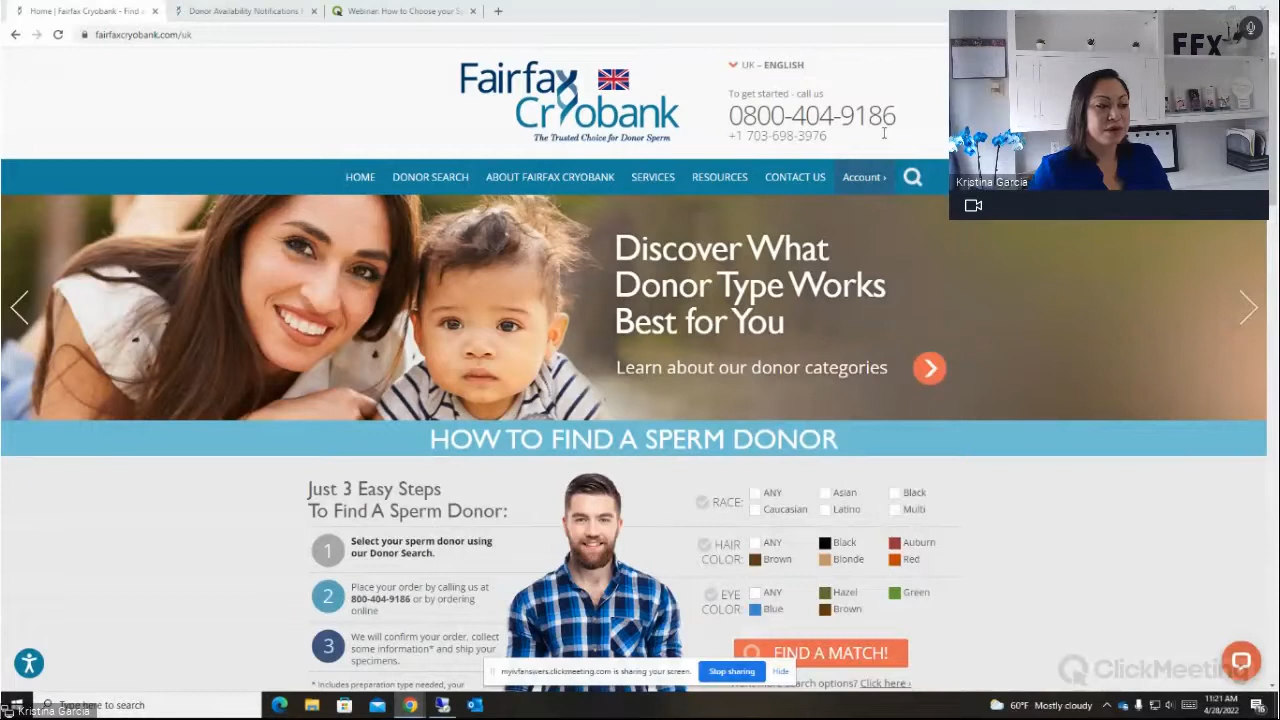 Home | Fairfax Cryobank - Find a
Donor Availability Notifications
Webinar: How to Choose your Sp
fairfaxcryobank.com/uk
Fairfax
Cryobank
The Trusted Choice for Donor Sperm
UK – ENGLISH
To get started - call us
0800-404-9186
+1 703-698-3976
FFX
Kristina Garcia
HOME DONOR SEARCH ABOUT FAIRFAX CRYOBANK SERVICES RESOURCES CONTACT US Account ›
Discover What
Donor Type Works
Best for You
Learn about our donor categories
HOW TO FIND A SPERM DONOR
Just 3 Easy Steps
To Find A Sperm Donor:
1 Select your sperm donor using
our Donor Search.
2 Place your order by calling us at
800-404-9186 or by ordering
online
3 We will confirm your order, collect
some information* and ship your
specimens.
* Includes preparation type needed, your
RACE: ANY Asian Black
Caucasian Latino Multi
HAIR COLOR: ANY Black Auburn
Brown Blonde Red
EYE COLOR: ANY Hazel Green
Blue Brown
FIND A MATCH!
search options? Click here ›
myivfanswers.clickmeeting.com is sharing your screen. Stop sharing Hide
ClickMeeting
Type here to search
60°F Mostly cloudy
11:21 AM
4/28/2022
Kristina Garcia